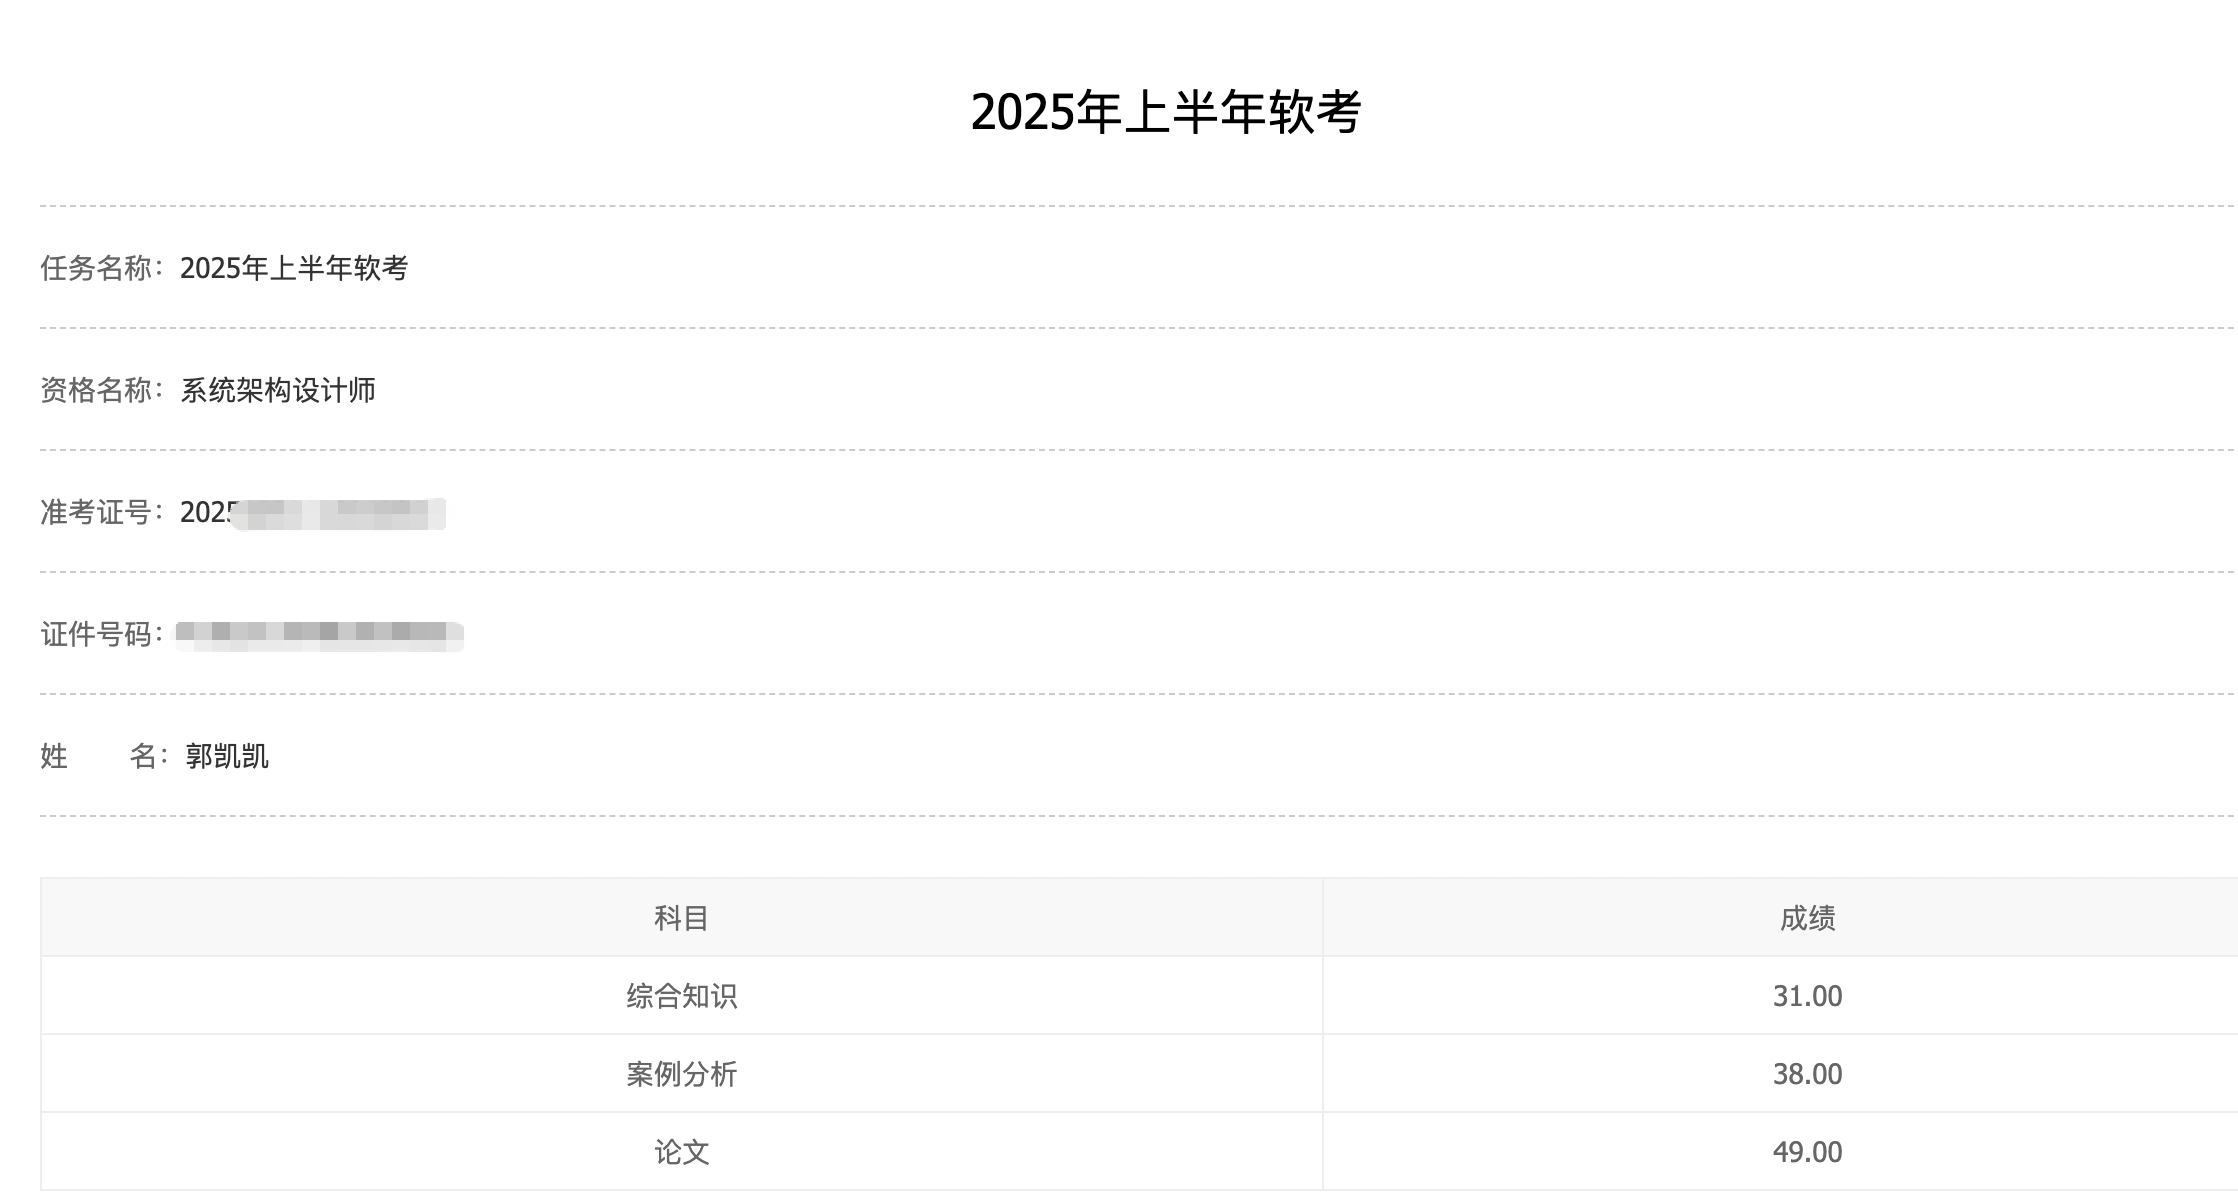 2025年上半年软考
任务名称：2025年上半年软考
资格名称：系统架构设计师
准考证号：2025
证件号码：
姓 名：郭凯凯
科目 成绩
综合知识 31.00
案例分析 38.00
论文 49.00